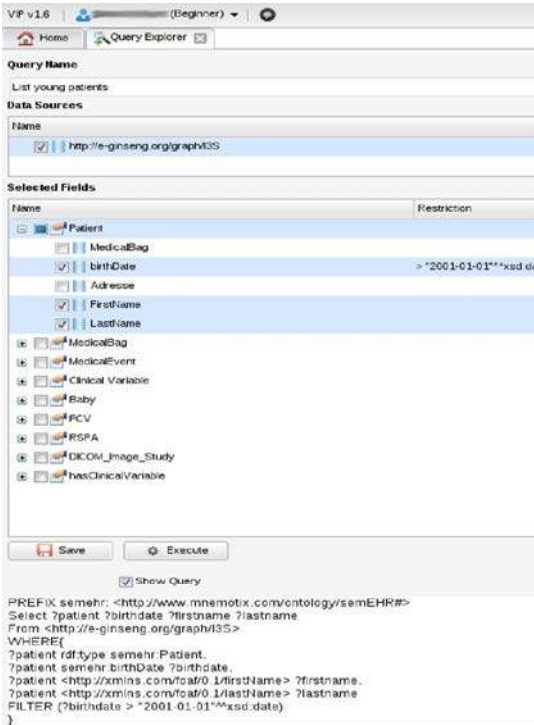 VIP v1.6 (Beginner)
Home Query Explorer
Query Name
List young patients
Data Sources
Name
http://e-ginseng.org/graph/I3S
Selected Fields
Name Restriction
Patient
MedicalBag
birthDate > "2001-01-01"^^xsd:da
Adresse
FirstName
LastName
MedicalBag
MedicalEvent
Clinical Variable
Baby
PCV
RSPA
DICOM_Image_Study
hasClinicalVariable
Save Execute
Show Query
PREFIX semehr: <http://www.mnemotix.com/ontology/semEHR#>
Select ?patient ?birthdate ?firstname ?lastname
From <http://e-ginseng.org/graph/I3S>
WHERE{
?patient rdf:type semehr:Patient.
?patient semehr:birthDate ?birthdate.
?patient <http://xmlns.com/foaf/0.1/firstName> ?firstname.
?patient <http://xmlns.com/foaf/0.1/lastName> ?lastname
FILTER (?birthdate > "2001-01-01"^^xsd:date)
}